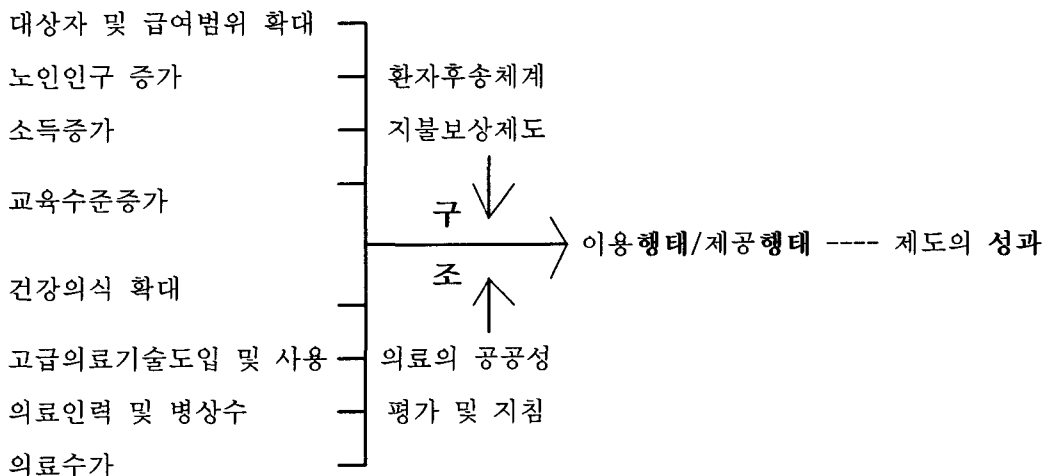 대상자 및 급여범위 확대
노인인구 증가
환자후송체계
소득증가
지불보상제도
교육수준증가
구
이용행태/제공행태 ---- 제도의 성과
조
건강의식 확대
고급의료기술도입 및 사용
의료의 공공성
의료인력 및 병상수
평가 및 지침
의료수가